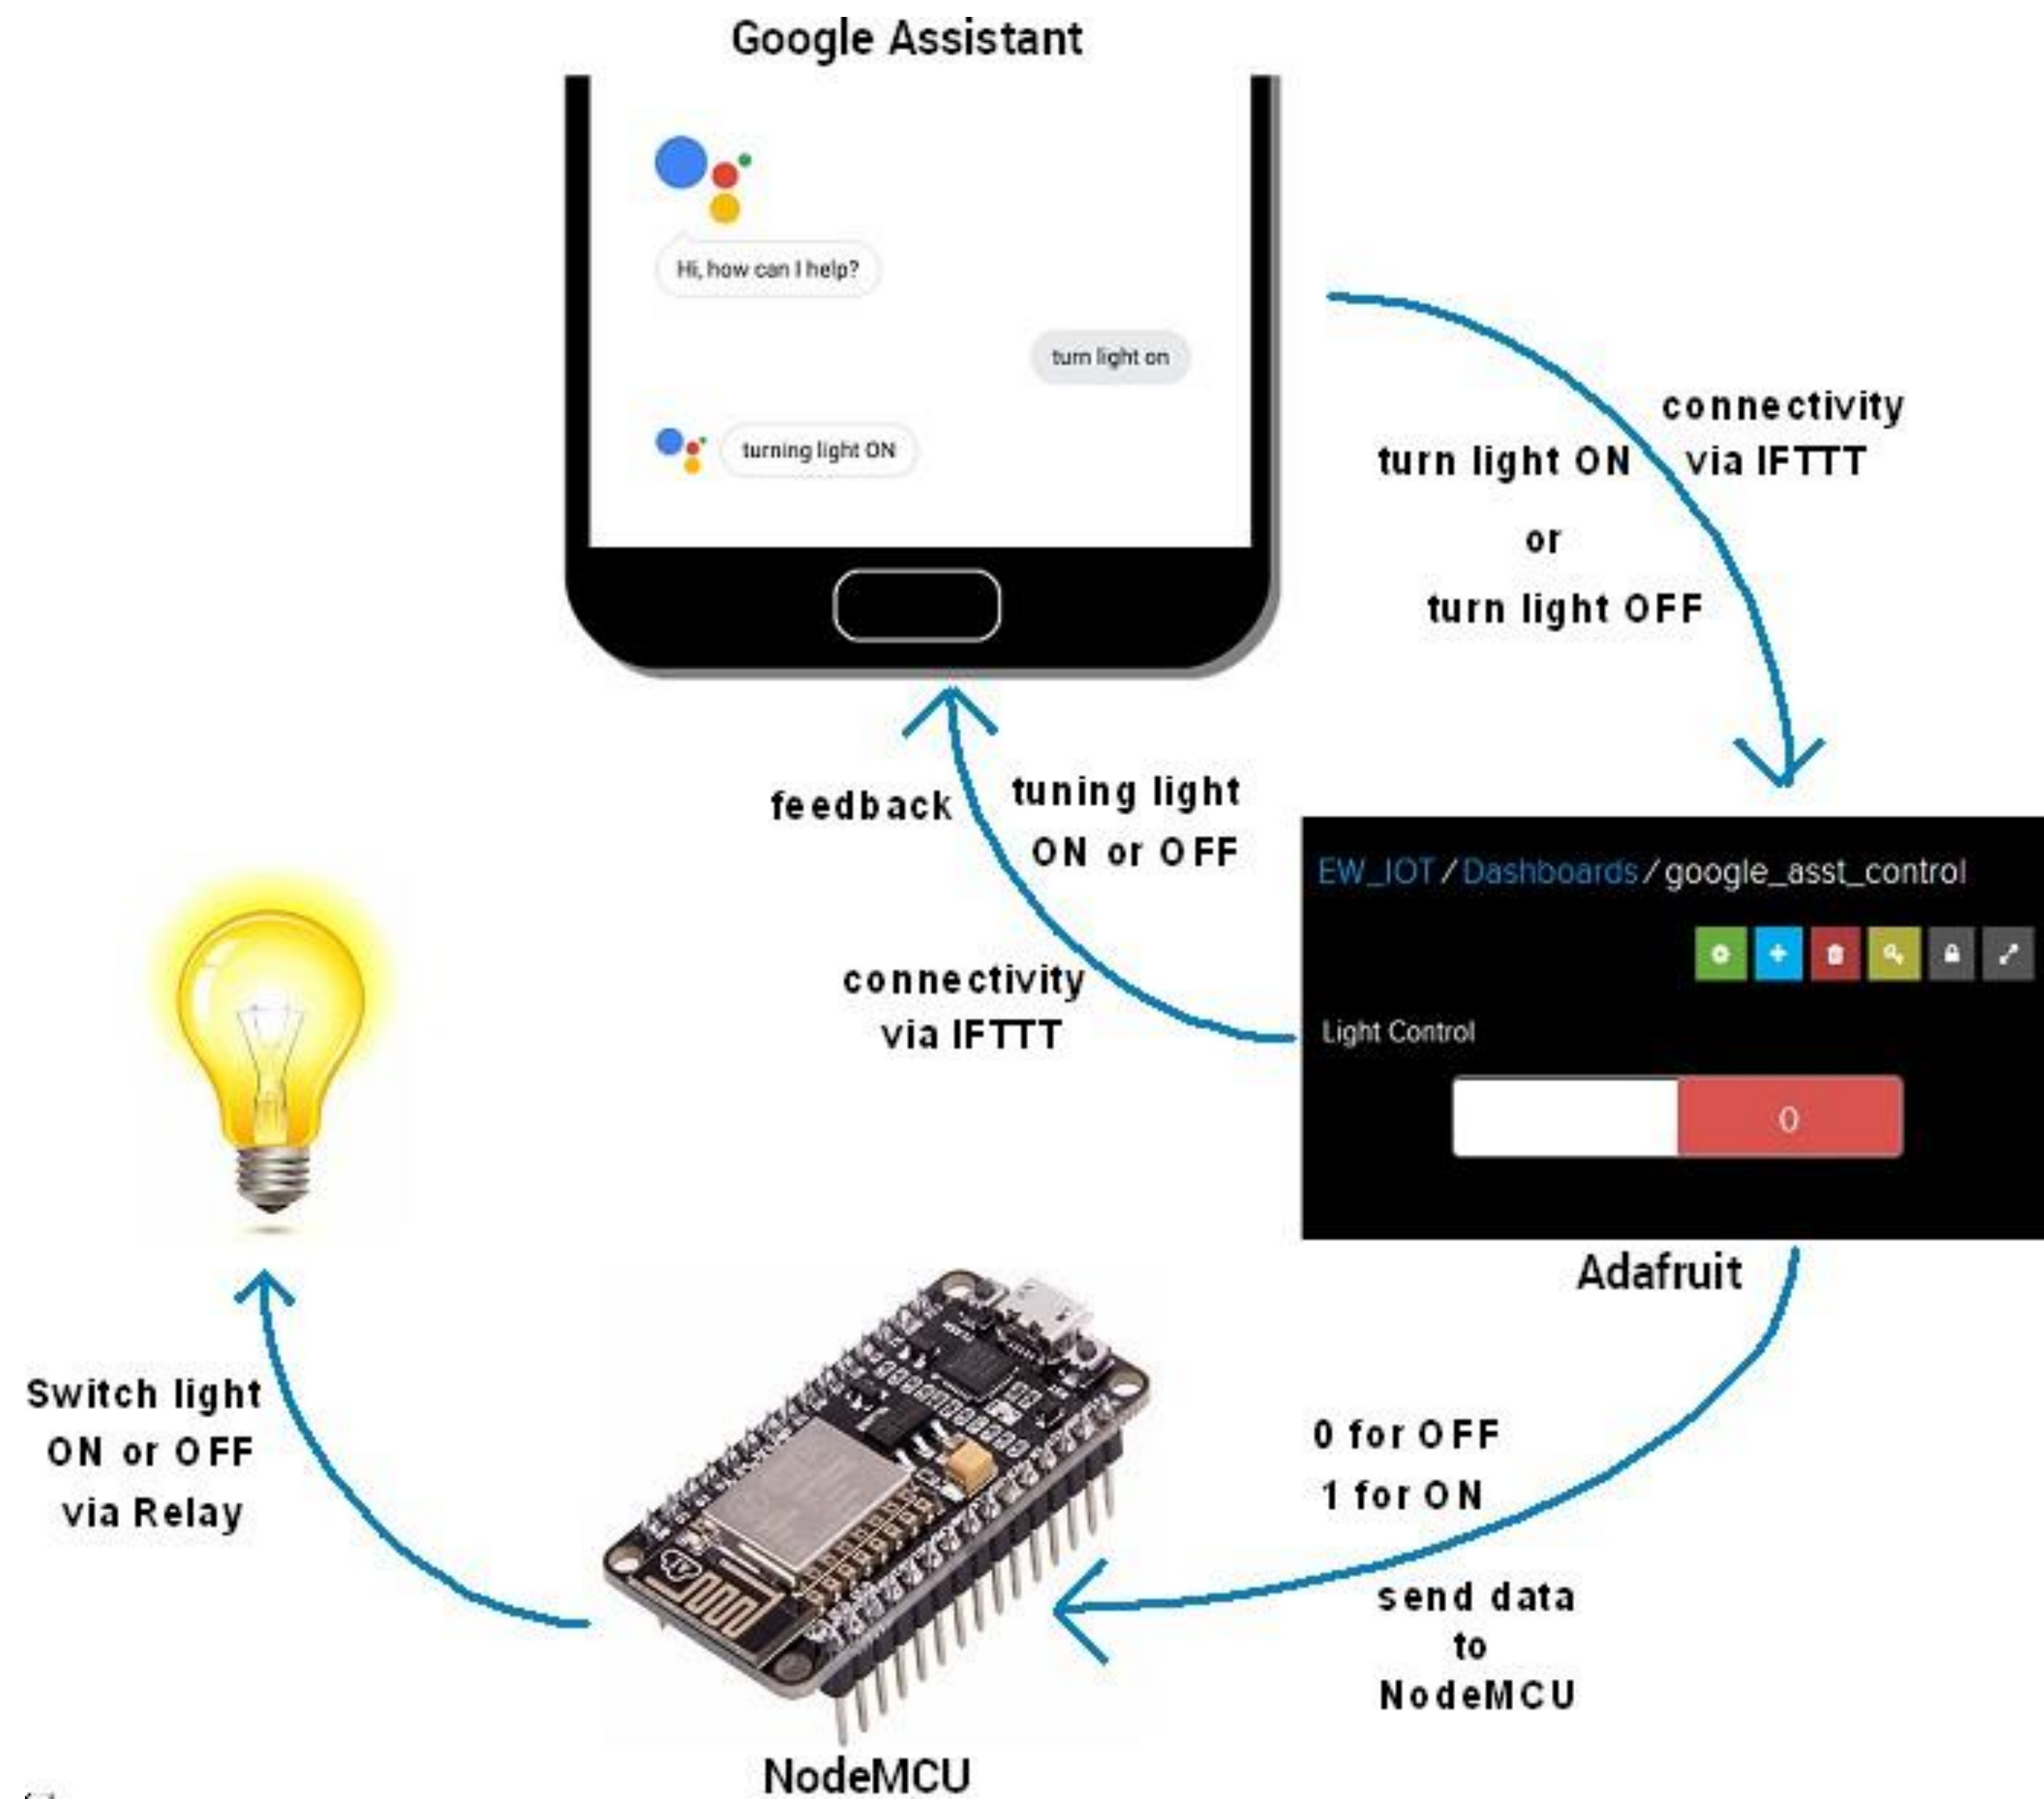 Google Assistant
Hi, how can I help?
turn light on
turning light ON
connectivity
via IFTTT
turn light ON
or
turn light OFF
feedback
tuning light
ON or OFF
connectivity
via IFTTT
EW_IOT / Dashboards / google_asst_control
Light Control
0
Adafruit
0 for OFF
1 for ON
send data
to
NodeMCU
NodeMCU
Switch light
ON or OFF
via Relay